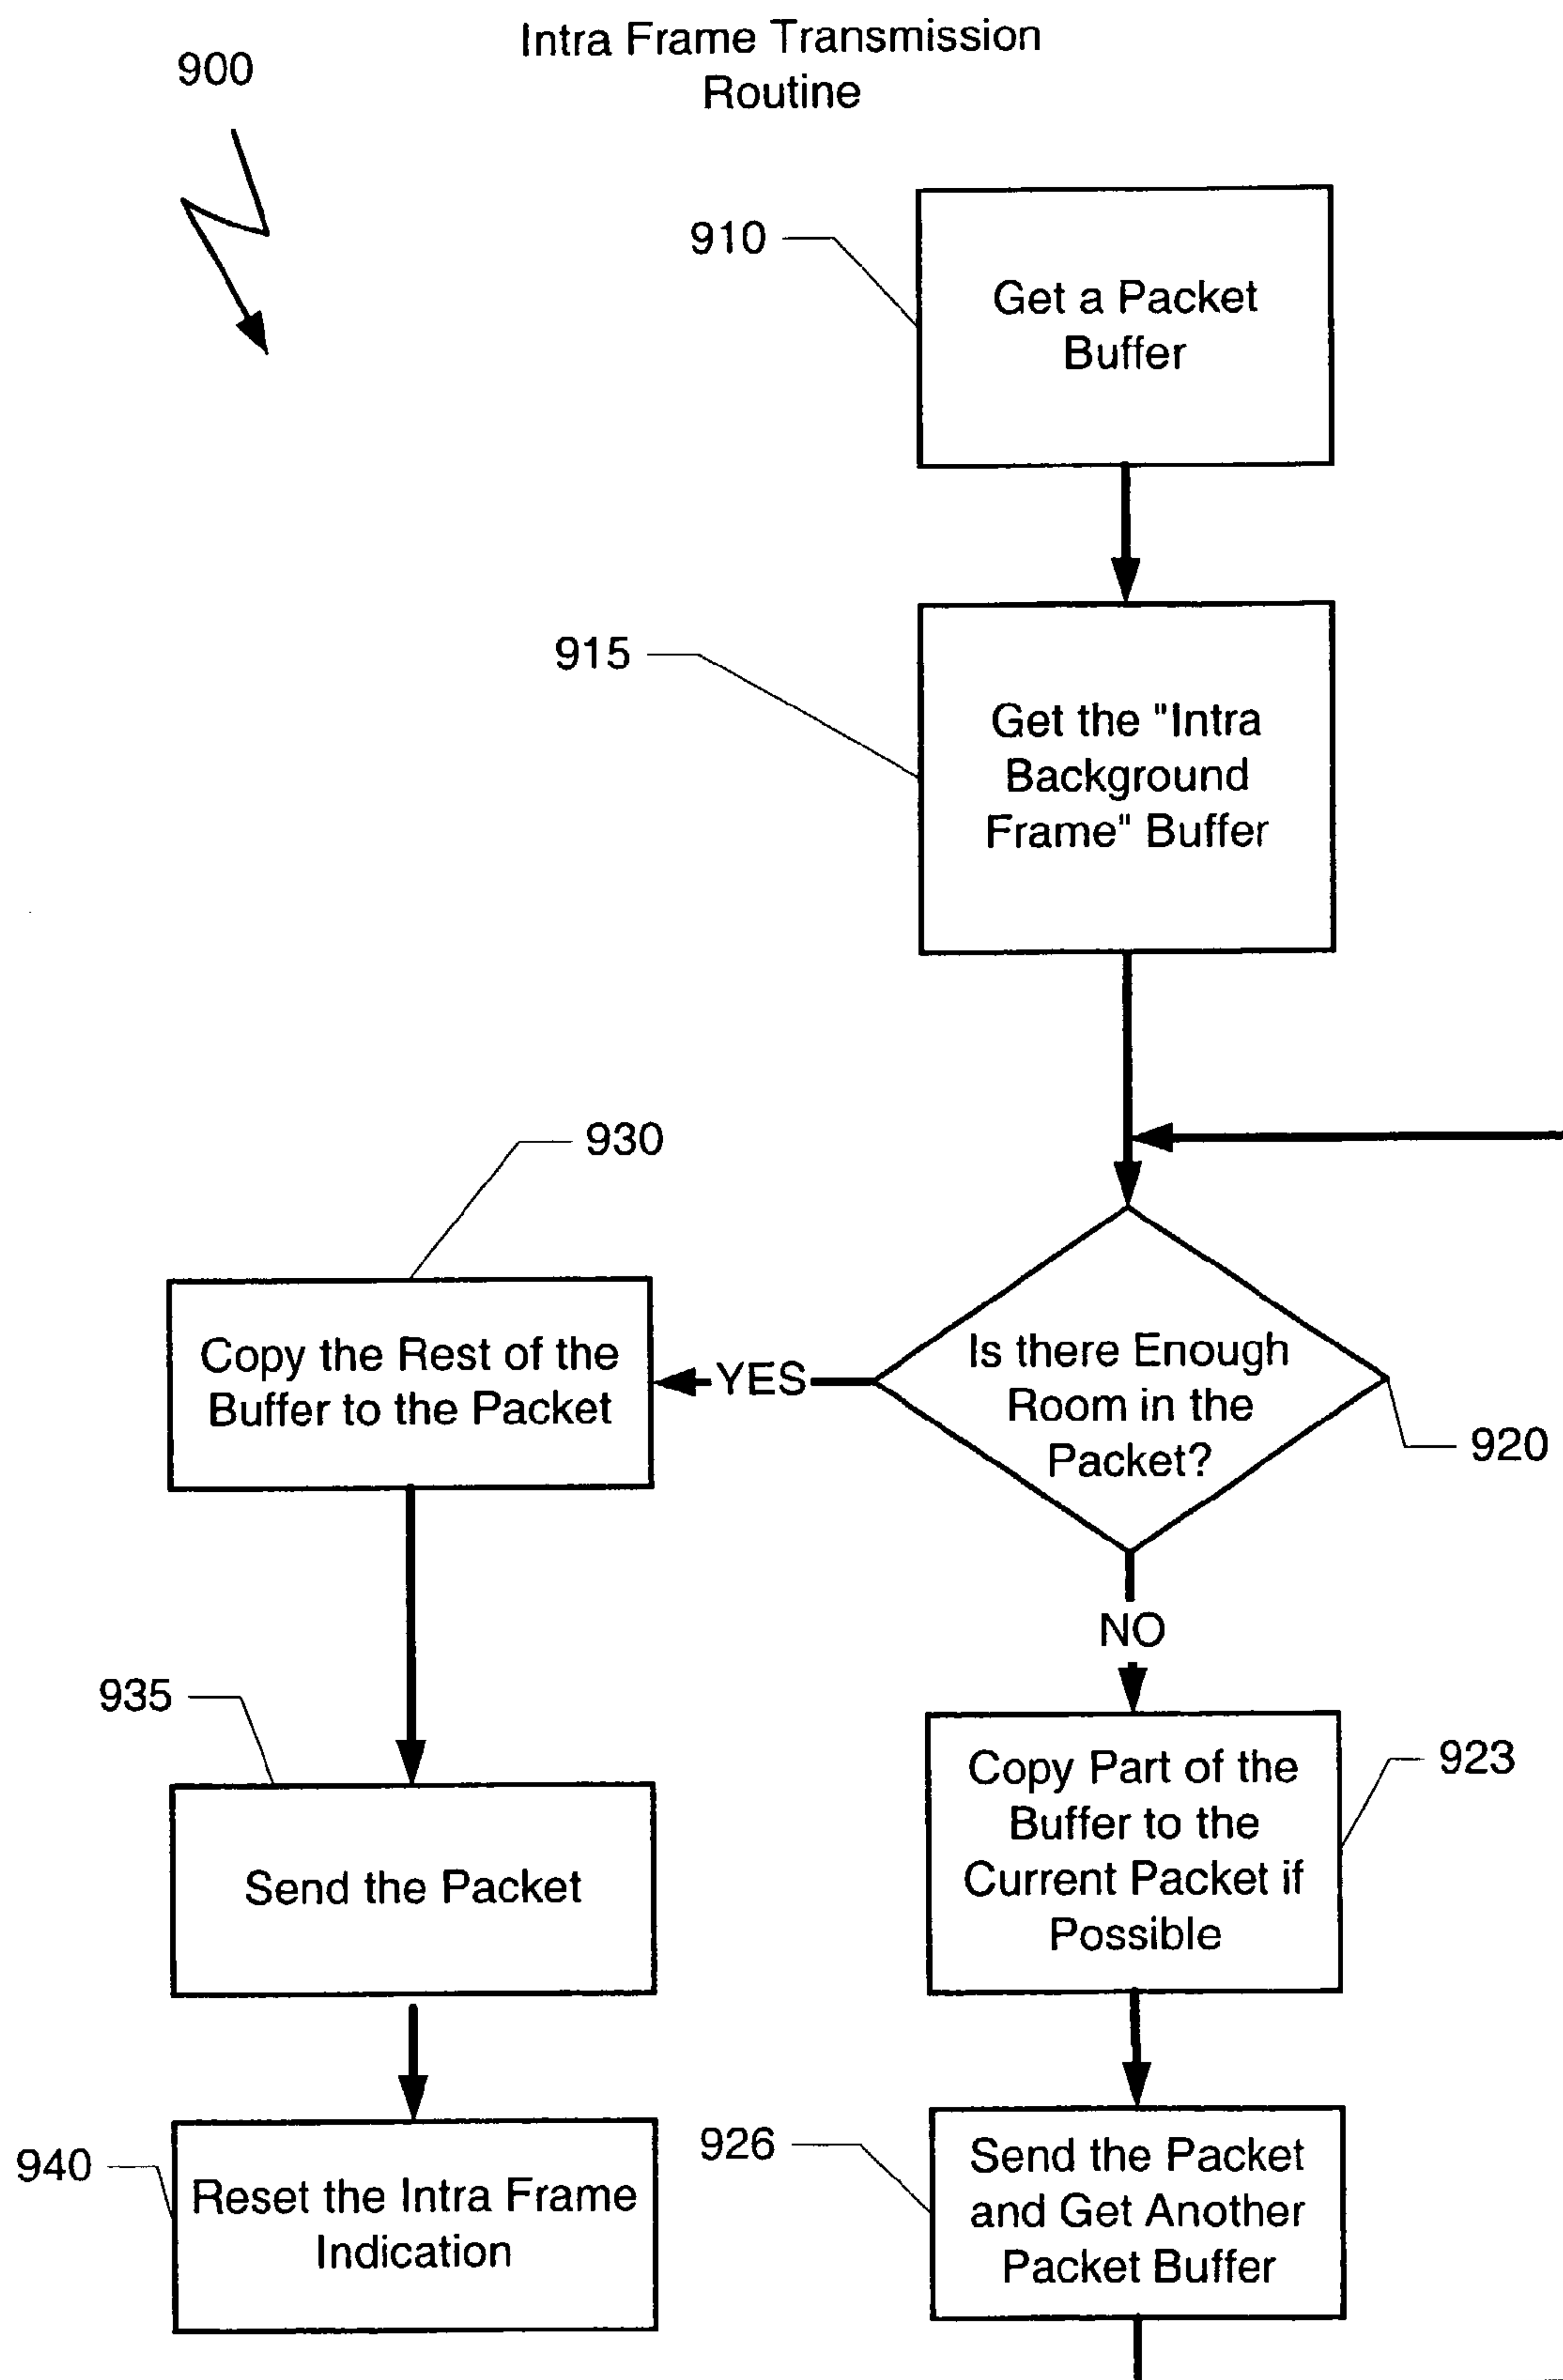 Intra Frame Transmission
Routine
900
910
Get a Packet
Buffer
915
Get the "Intra
Background
Frame" Buffer
930
Copy the Rest of the
Buffer to the Packet
YES
Is there Enough
Room in the
Packet?
920
NO
935
Send the Packet
Copy Part of the
Buffer to the
Current Packet if
Possible
923
940
Reset the Intra Frame
Indication
926
Send the Packet
and Get Another
Packet Buffer